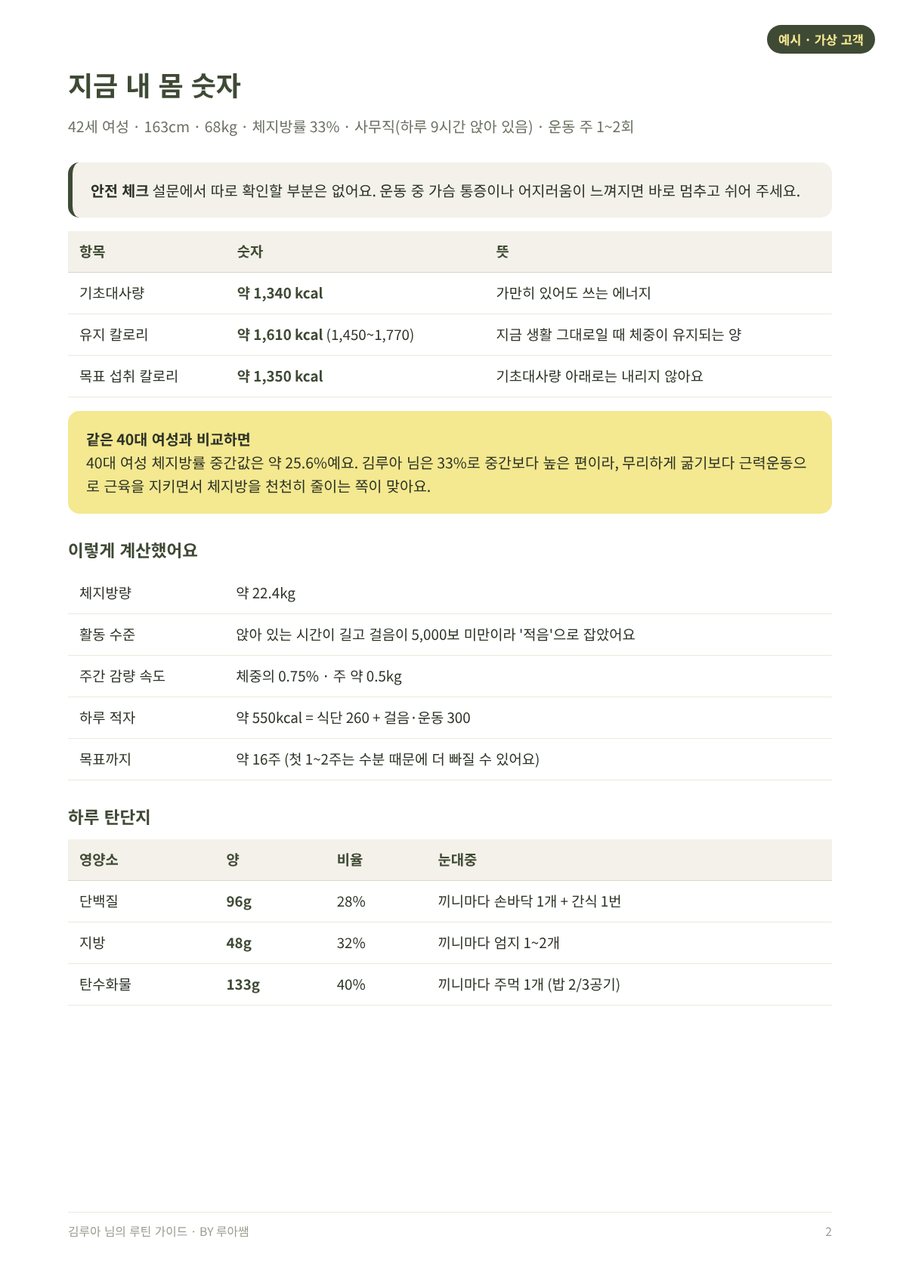 예시 · 가상 고객
지금 내 몸 숫자
42세 여성 · 163cm · 68kg · 체지방률 33% · 사무직(하루 9시간 앉아 있음) · 운동 주 1~2회
안전 체크 설문에서 따로 확인할 부분은 없어요. 운동 중 가슴 통증이나 어지러움이 느껴지면 바로 멈추고 쉬어 주세요.
항목 숫자 뜻
기초대사량 약 1,340 kcal 가만히 있어도 쓰는 에너지
유지 칼로리 약 1,610 kcal (1,450~1,770) 지금 생활 그대로일 때 체중이 유지되는 양
목표 섭취 칼로리 약 1,350 kcal 기초대사량 아래로는 내리지 않아요
같은 40대 여성과 비교하면
40대 여성 체지방률 중간값은 약 25.6%예요. 김루아 님은 33%로 중간보다 높은 편이라, 무리하게 굶기보다 근력운동으
로 근육을 지키면서 체지방을 천천히 줄이는 쪽이 맞아요.
이렇게 계산했어요
체지방량 약 22.4kg
활동 수준 앉아 있는 시간이 길고 걸음이 5,000보 미만이라 '적음'으로 잡았어요
주간 감량 속도 체중의 0.75% · 주 약 0.5kg
하루 적자 약 550kcal = 식단 260 + 걸음·운동 300
목표까지 약 16주 (첫 1~2주는 수분 때문에 더 빠질 수 있어요)
하루 탄단지
영양소 양 비율 눈대중
단백질 96g 28% 끼니마다 손바닥 1개 + 간식 1번
지방 48g 32% 끼니마다 엄지 1~2개
탄수화물 133g 40% 끼니마다 주먹 1개 (밥 2/3공기)
김루아 님의 루틴 가이드 · BY 루아쌤 2